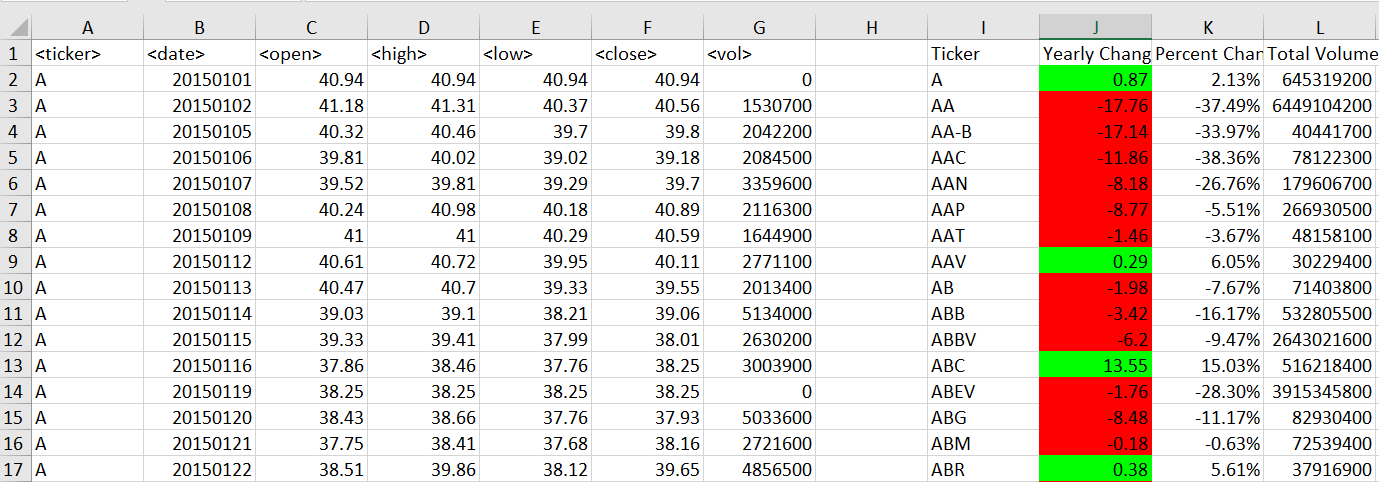 A B C D E F G H I J K L
1 <ticker> <date> <open> <high> <low> <close> <vol> Ticker Yearly Chang Percent Chan Total Volume
2 A 20150101 40.94 40.94 40.94 40.94 0 A 0.87 2.13% 645319200
3 A 20150102 41.18 41.31 40.37 40.56 1530700 AA -17.76 -37.49% 6449104200
4 A 20150105 40.32 40.46 39.7 39.8 2042200 AA-B -17.14 -33.97% 40441700
5 A 20150106 39.81 40.02 39.02 39.18 2084500 AAC -11.86 -38.36% 78122300
6 A 20150107 39.52 39.81 39.29 39.7 3359600 AAN -8.18 -26.76% 179606700
7 A 20150108 40.24 40.98 40.18 40.89 2116300 AAP -8.77 -5.51% 266930500
8 A 20150109 41 41 40.29 40.59 1644900 AAT -1.46 -3.67% 48158100
9 A 20150112 40.61 40.72 39.95 40.11 2771100 AAV 0.29 6.05% 30229400
10 A 20150113 40.47 40.7 39.33 39.55 2013400 AB -1.98 -7.67% 71403800
11 A 20150114 39.03 39.1 38.21 39.06 5134000 ABB -3.42 -16.17% 532805500
12 A 20150115 39.33 39.41 37.99 38.01 2630200 ABBV -6.2 -9.47% 2643021600
13 A 20150116 37.86 38.46 37.76 38.25 3003900 ABC 13.55 15.03% 516218400
14 A 20150119 38.25 38.25 38.25 38.25 0 ABEV -1.76 -28.30% 3915345800
15 A 20150120 38.43 38.66 37.76 37.93 5033600 ABG -8.48 -11.17% 82930400
16 A 20150121 37.75 38.41 37.68 38.16 2721600 ABM -0.18 -0.63% 72539400
17 A 20150122 38.51 39.86 38.12 39.65 4856500 ABR 0.38 5.61% 37916900